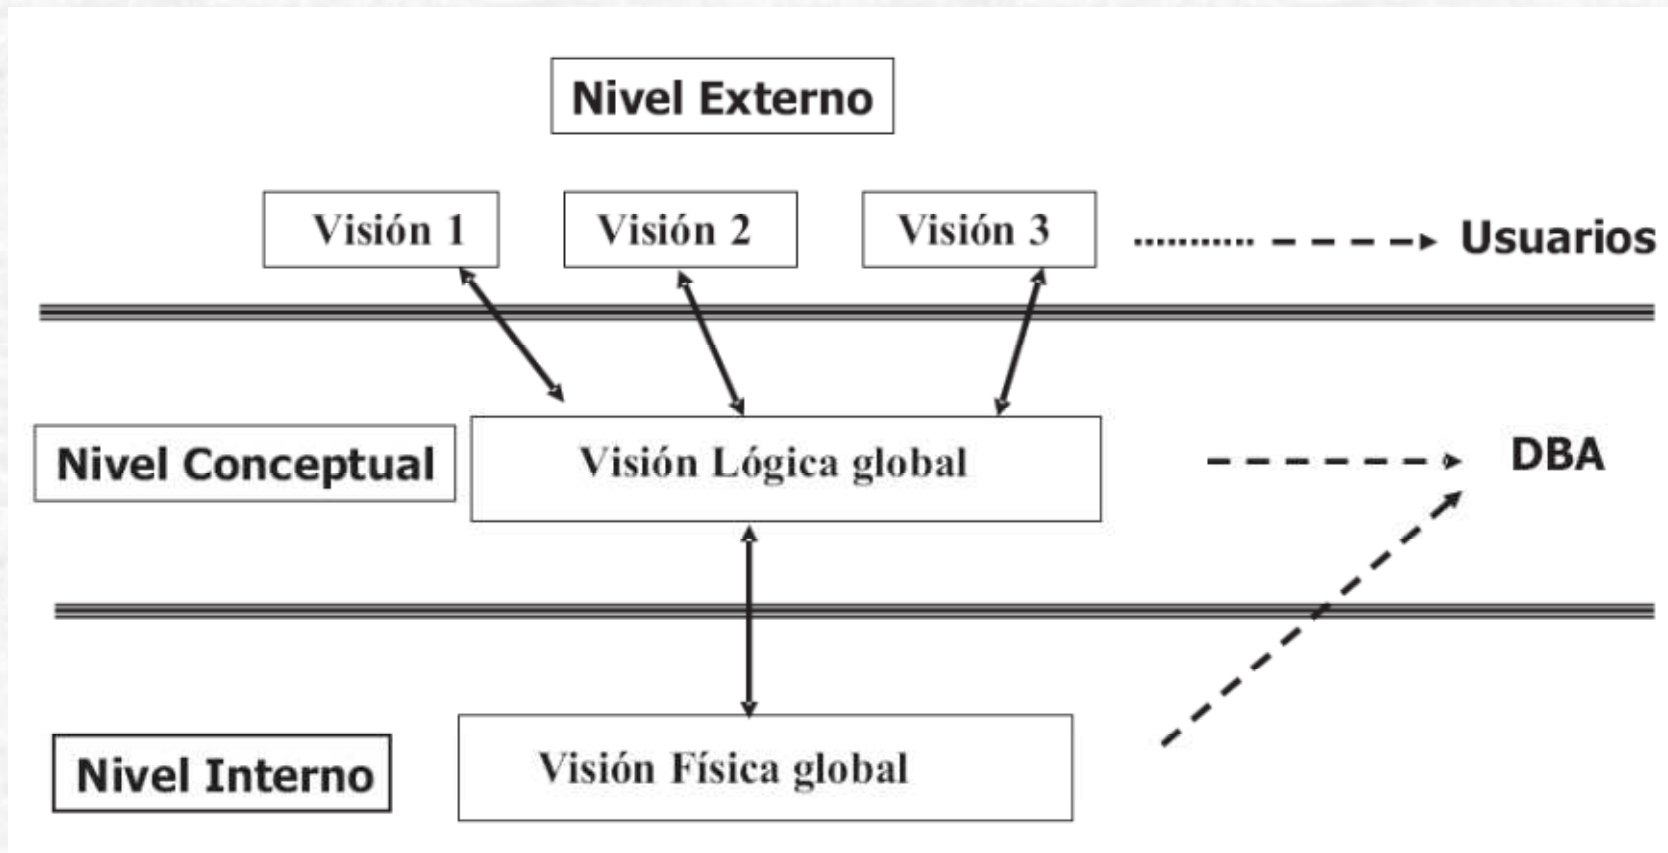 Nivel Externo
Visión 1
Visión 2
Visión 3
Usuarios
Nivel Conceptual
Visión Lógica global
DBA
Nivel Interno
Visión Física global